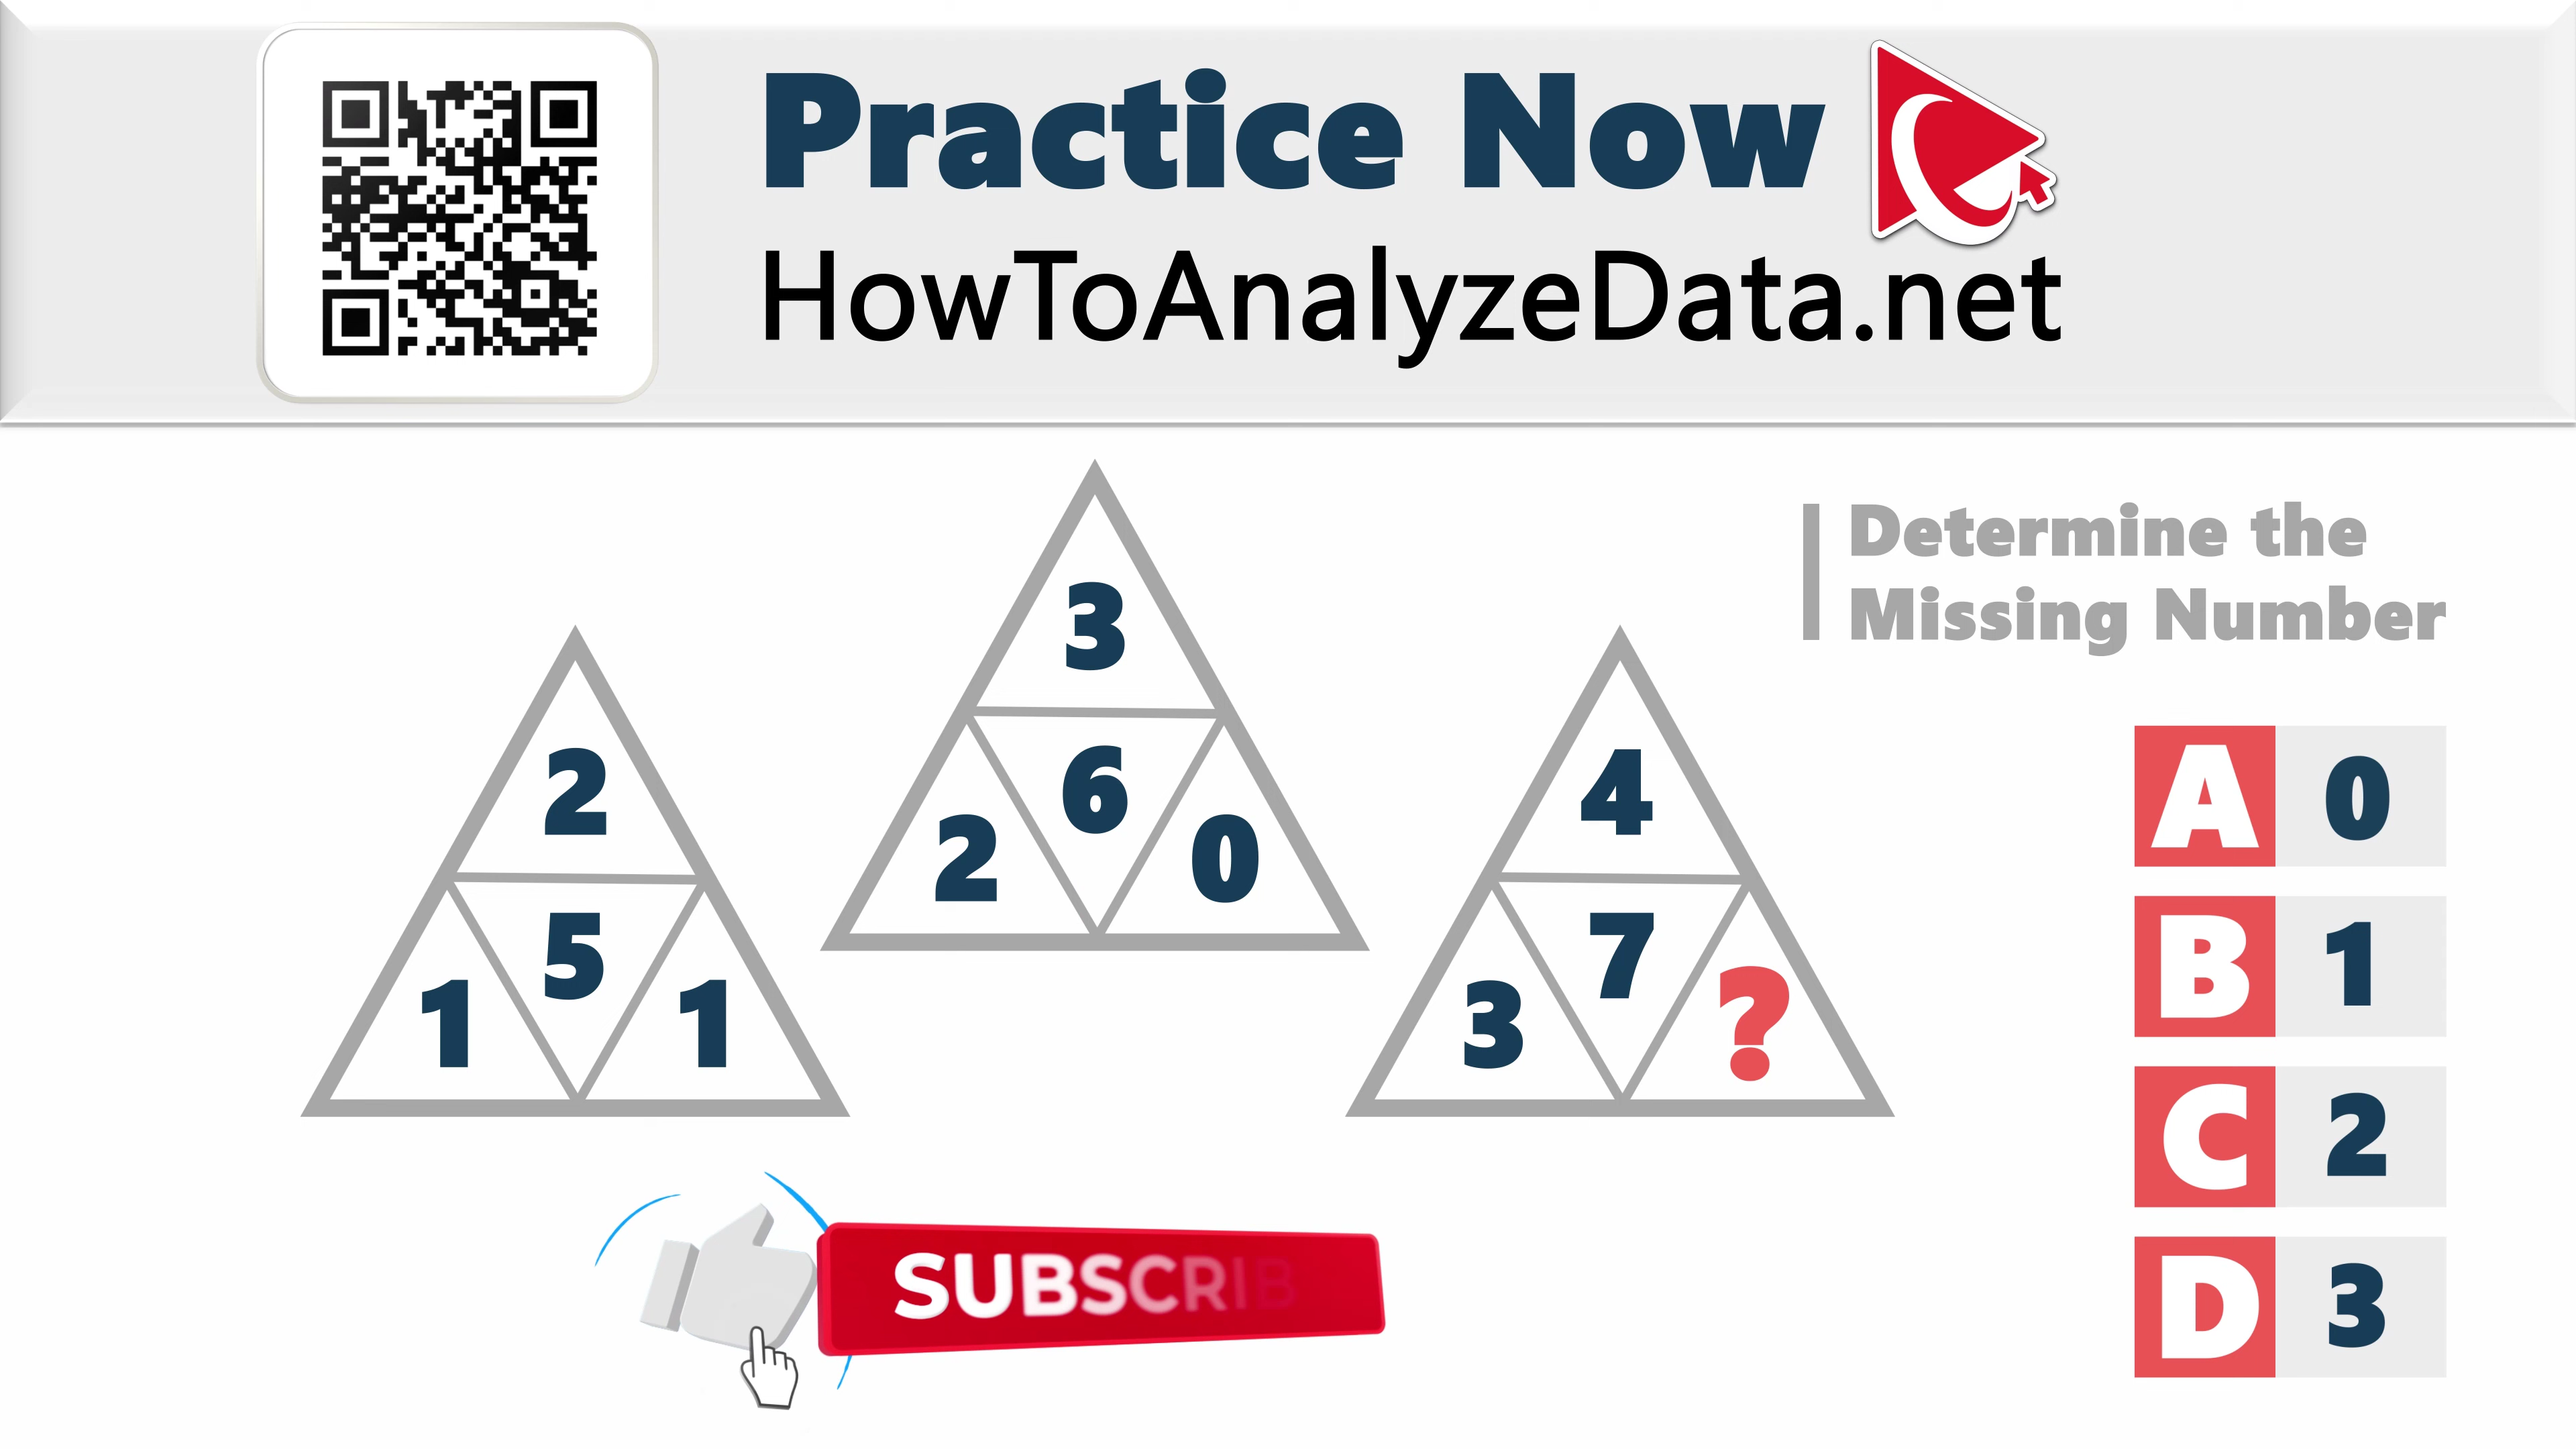 Practice Now
HowToAnalyzeData.net
Determine the
Missing Number
3
6
2
0
2
5
1
1
4
7
3
?
A 0
B 1
C 2
D 3
SUBSCRIB